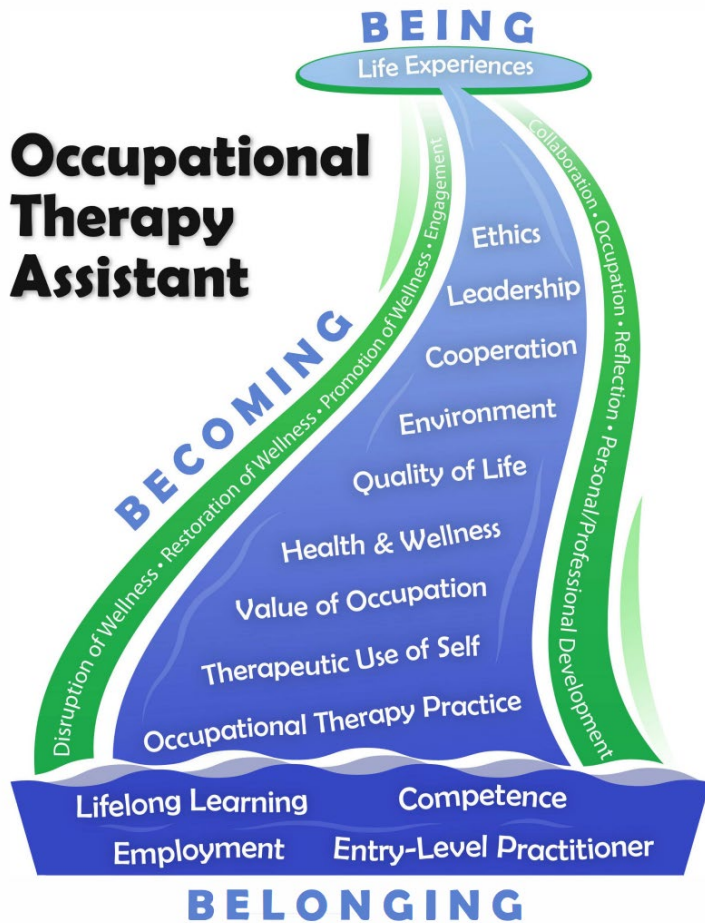 BEING
Life Experiences
Occupational
Therapy
Assistant
BECOMING
Disruption of Wellness • Restoration of Wellness • Promotion of Wellness • Engagement
Collaboration • Occupation • Reflection • Personal/Professional Development
Ethics
Leadership
Cooperation
Environment
Quality of Life
Health & Wellness
Value of Occupation
Therapeutic Use of Self
Occupational Therapy Practice
Lifelong Learning
Competence
Employment
Entry-Level Practitioner
BELONGING